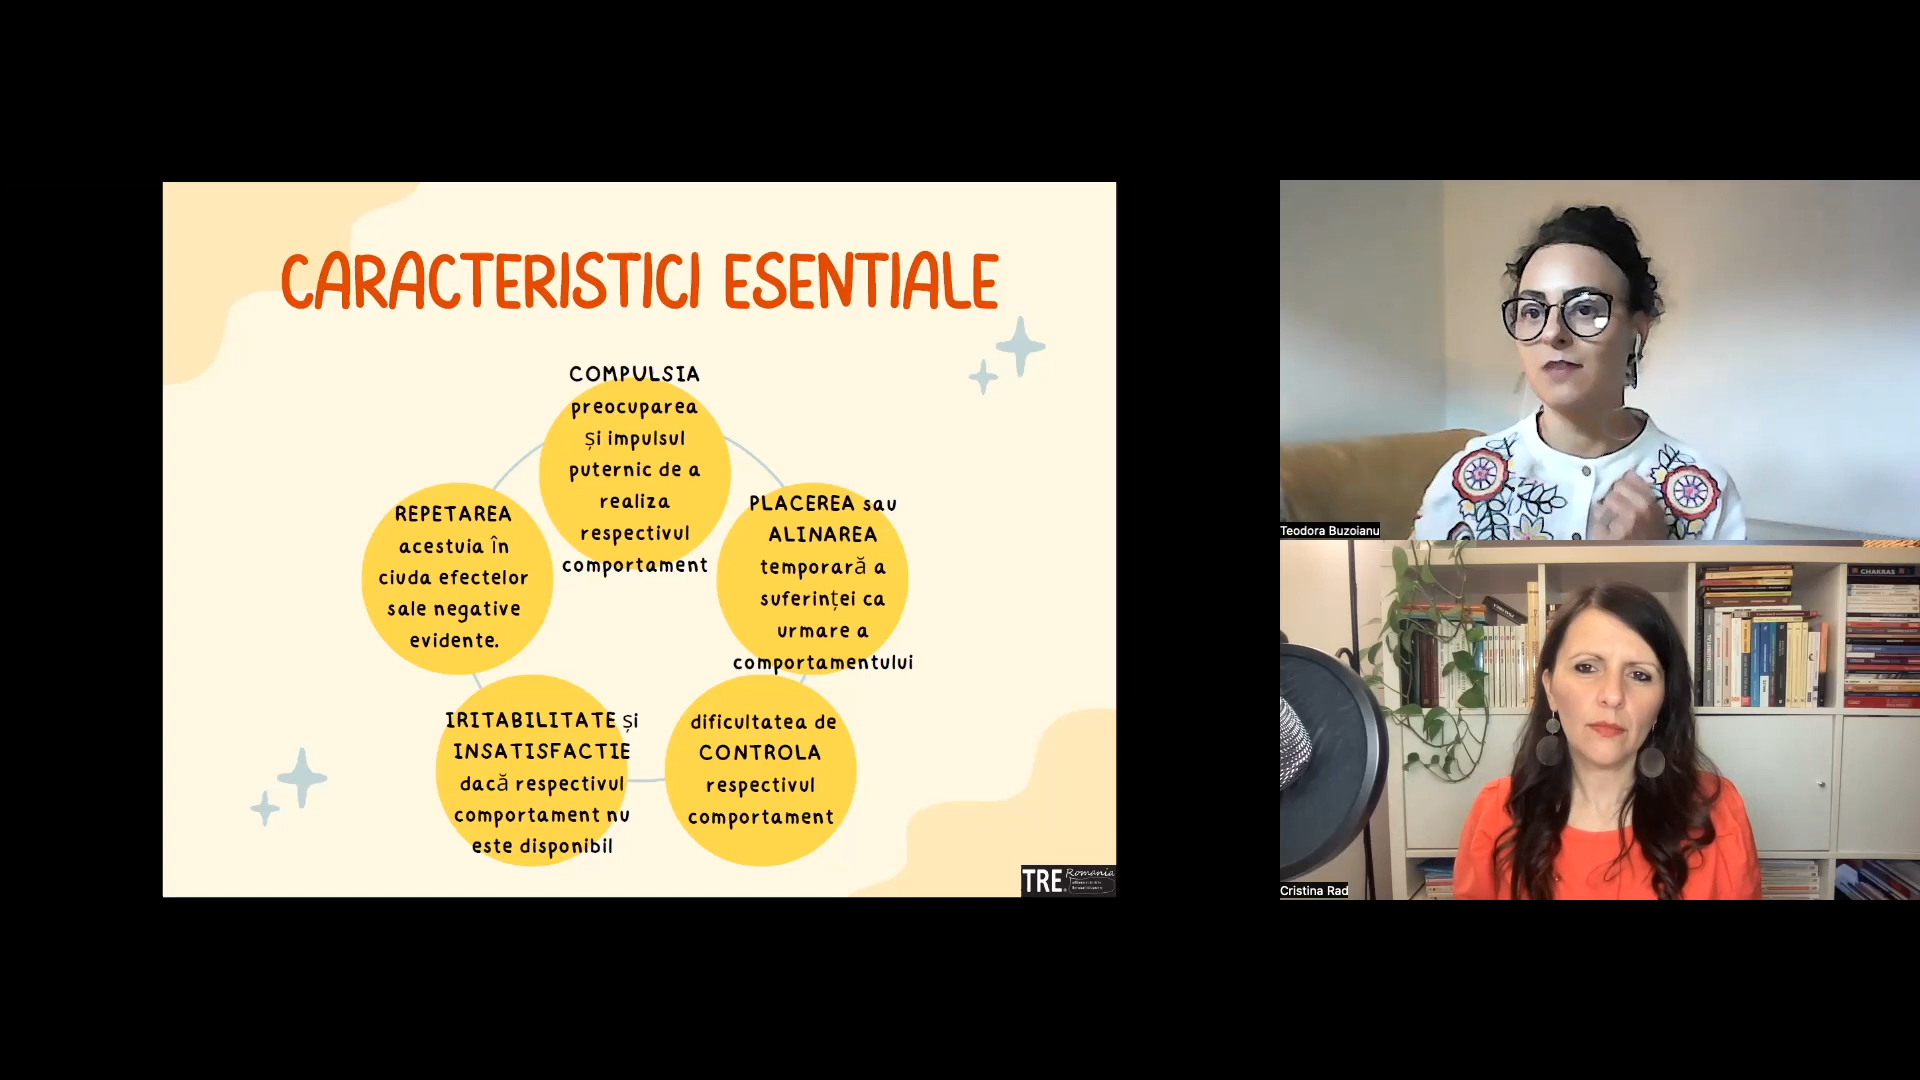 CARACTERISTICI ESENTIALE
COMPULSIA
preocuparea
și impulsul
puternic de a
realiza
respectivul
comportament
PLACEREA sau
ALINAREA
temporară a
suferinței ca
urmare a
comportamentului
dificultatea de
CONTROLA
respectivul
comportament
IRITABILITATE și
INSATISFACTIE
dacă respectivul
comportament nu
este disponibil
REPETAREA
acestuia în
ciuda efectelor
sale negative
evidente.
TRE Romania
Teodora Buzoianu
CHAKRAS
Cristina Rad